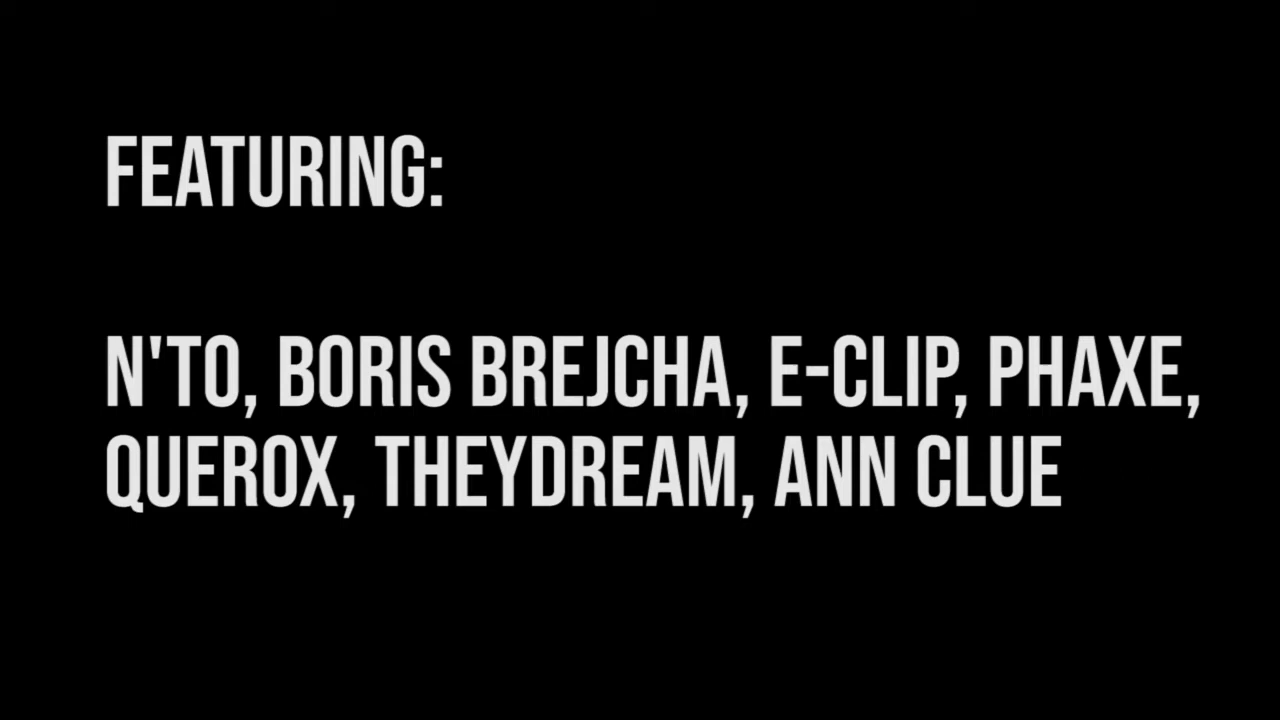 FEATURING:
N'TO, BORIS BREJCHA, E-CLIP, PHAXE,
QUEROX, THEYDREAM, ANN CLUE